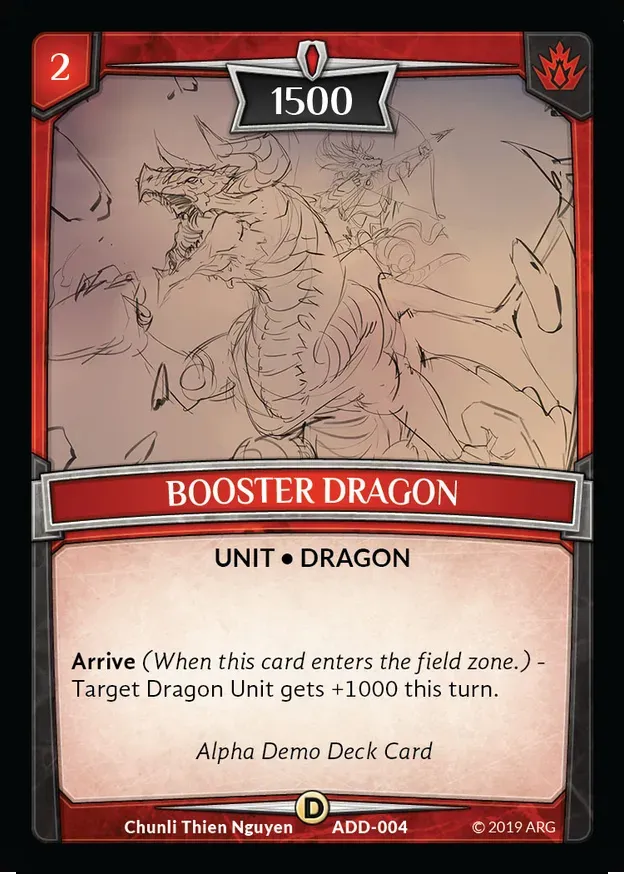 2
1500
BOOSTER DRAGON
UNIT • DRAGON
Arrive (When this card enters the field zone.) -
Target Dragon Unit gets +1000 this turn.
Alpha Demo Deck Card
D
Chunli Thien Nguyen ADD-004 © 2019 ARG